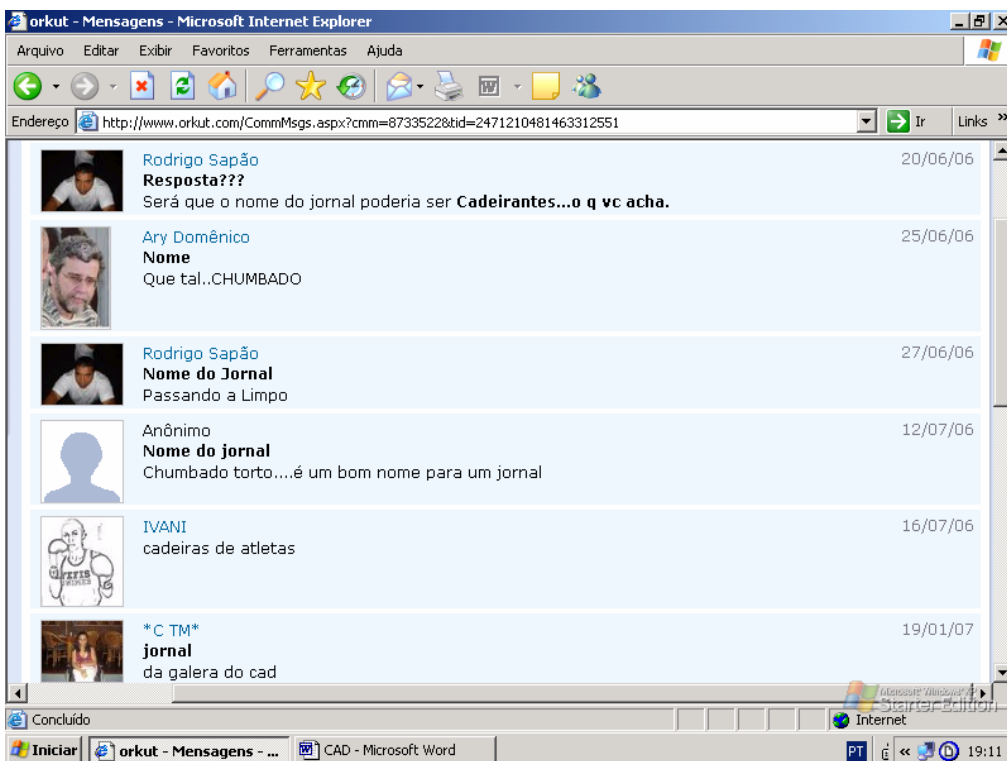 orkut - Mensagens - Microsoft Internet Explorer
Arquivo Editar Exibir Favoritos Ferramentas Ajuda
Endereço http://www.orkut.com/CommMsgs.aspx?cmm=8733522&tid=2471210481463312551 Ir Links »
Rodrigo Sapão 20/06/06
Resposta???
Será que o nome do jornal poderia ser Cadeirantes...o q vc acha.
Ary Domênico 25/06/06
Nome
Que tal..CHUMBADO
Rodrigo Sapão 27/06/06
Nome do Jornal
Passando a Limpo
Anônimo 12/07/06
Nome do jornal
Chumbado torto....é um bom nome para um jornal
IVANI 16/07/06
cadeiras de atletas
*C TM* 19/01/07
jornal
da galera do cad
Microsoft Windows XP
Starter Edition
Concluído Internet
Iniciar orkut - Mensagens - ... CAD - Microsoft Word PT « 19:11